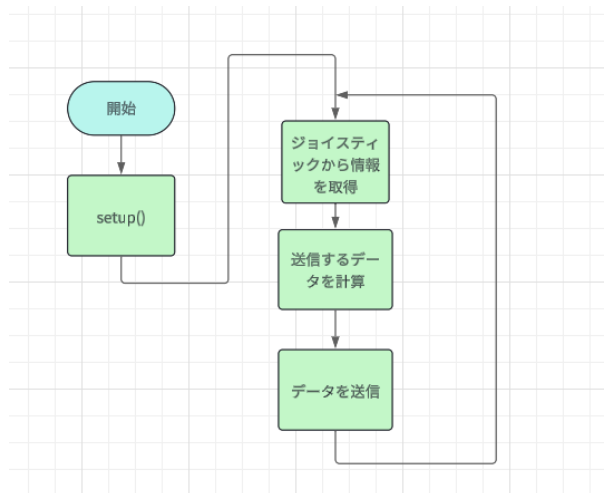 開始
setup()
ジョイスティ
ックから情報
を取得
送信するデー
タを計算
データを送信